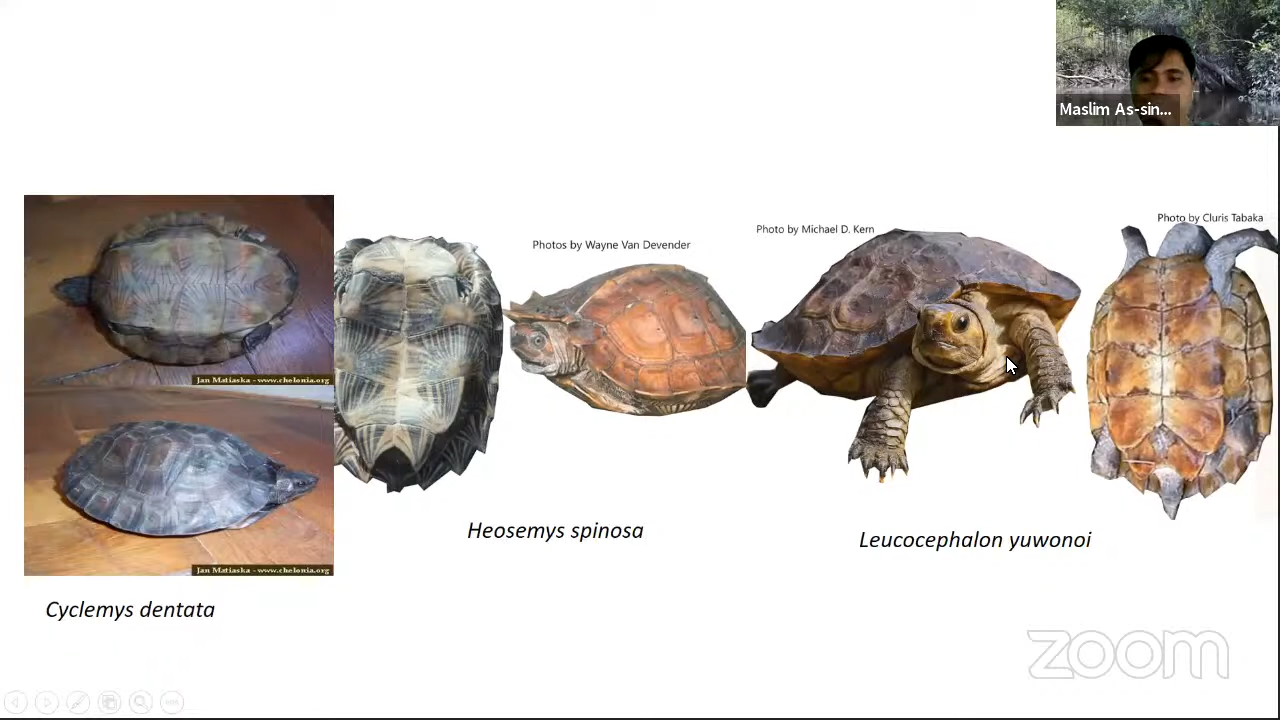 Maslim As-sin...
Photo by Cluris Tabaka
Photo by Michael D. Kern
Photos by Wayne Van Devender
Jan Matiaska - www.chelonia.org
Jan Matiaska - www.chelonia.org
Heosemys spinosa
Leucocephalon yuwonoi
Cyclemys dentata
zoom